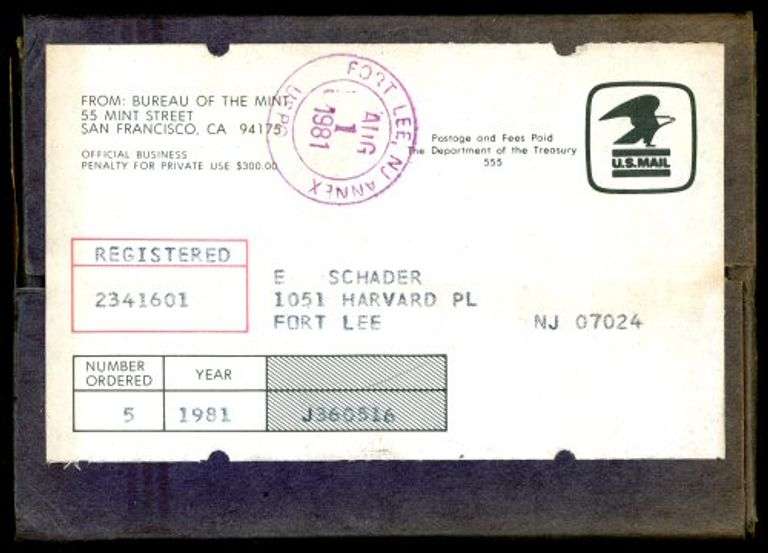 FROM: BUREAU OF THE MINT
55 MINT STREET
SAN FRANCISCO, CA 94175
OFFICIAL BUSINESS
PENALTY FOR PRIVATE USE $300.00
FORT LEE, NJ ANNEX
USPO
AUG
1
1981
Postage and Fees Paid
The Department of the Treasury
555
U.S.MAIL
REGISTERED
2341601
E SCHADER
1051 HARVARD PL
FORT LEE NJ 07024
NUMBER ORDERED
YEAR
5
1981
J360516